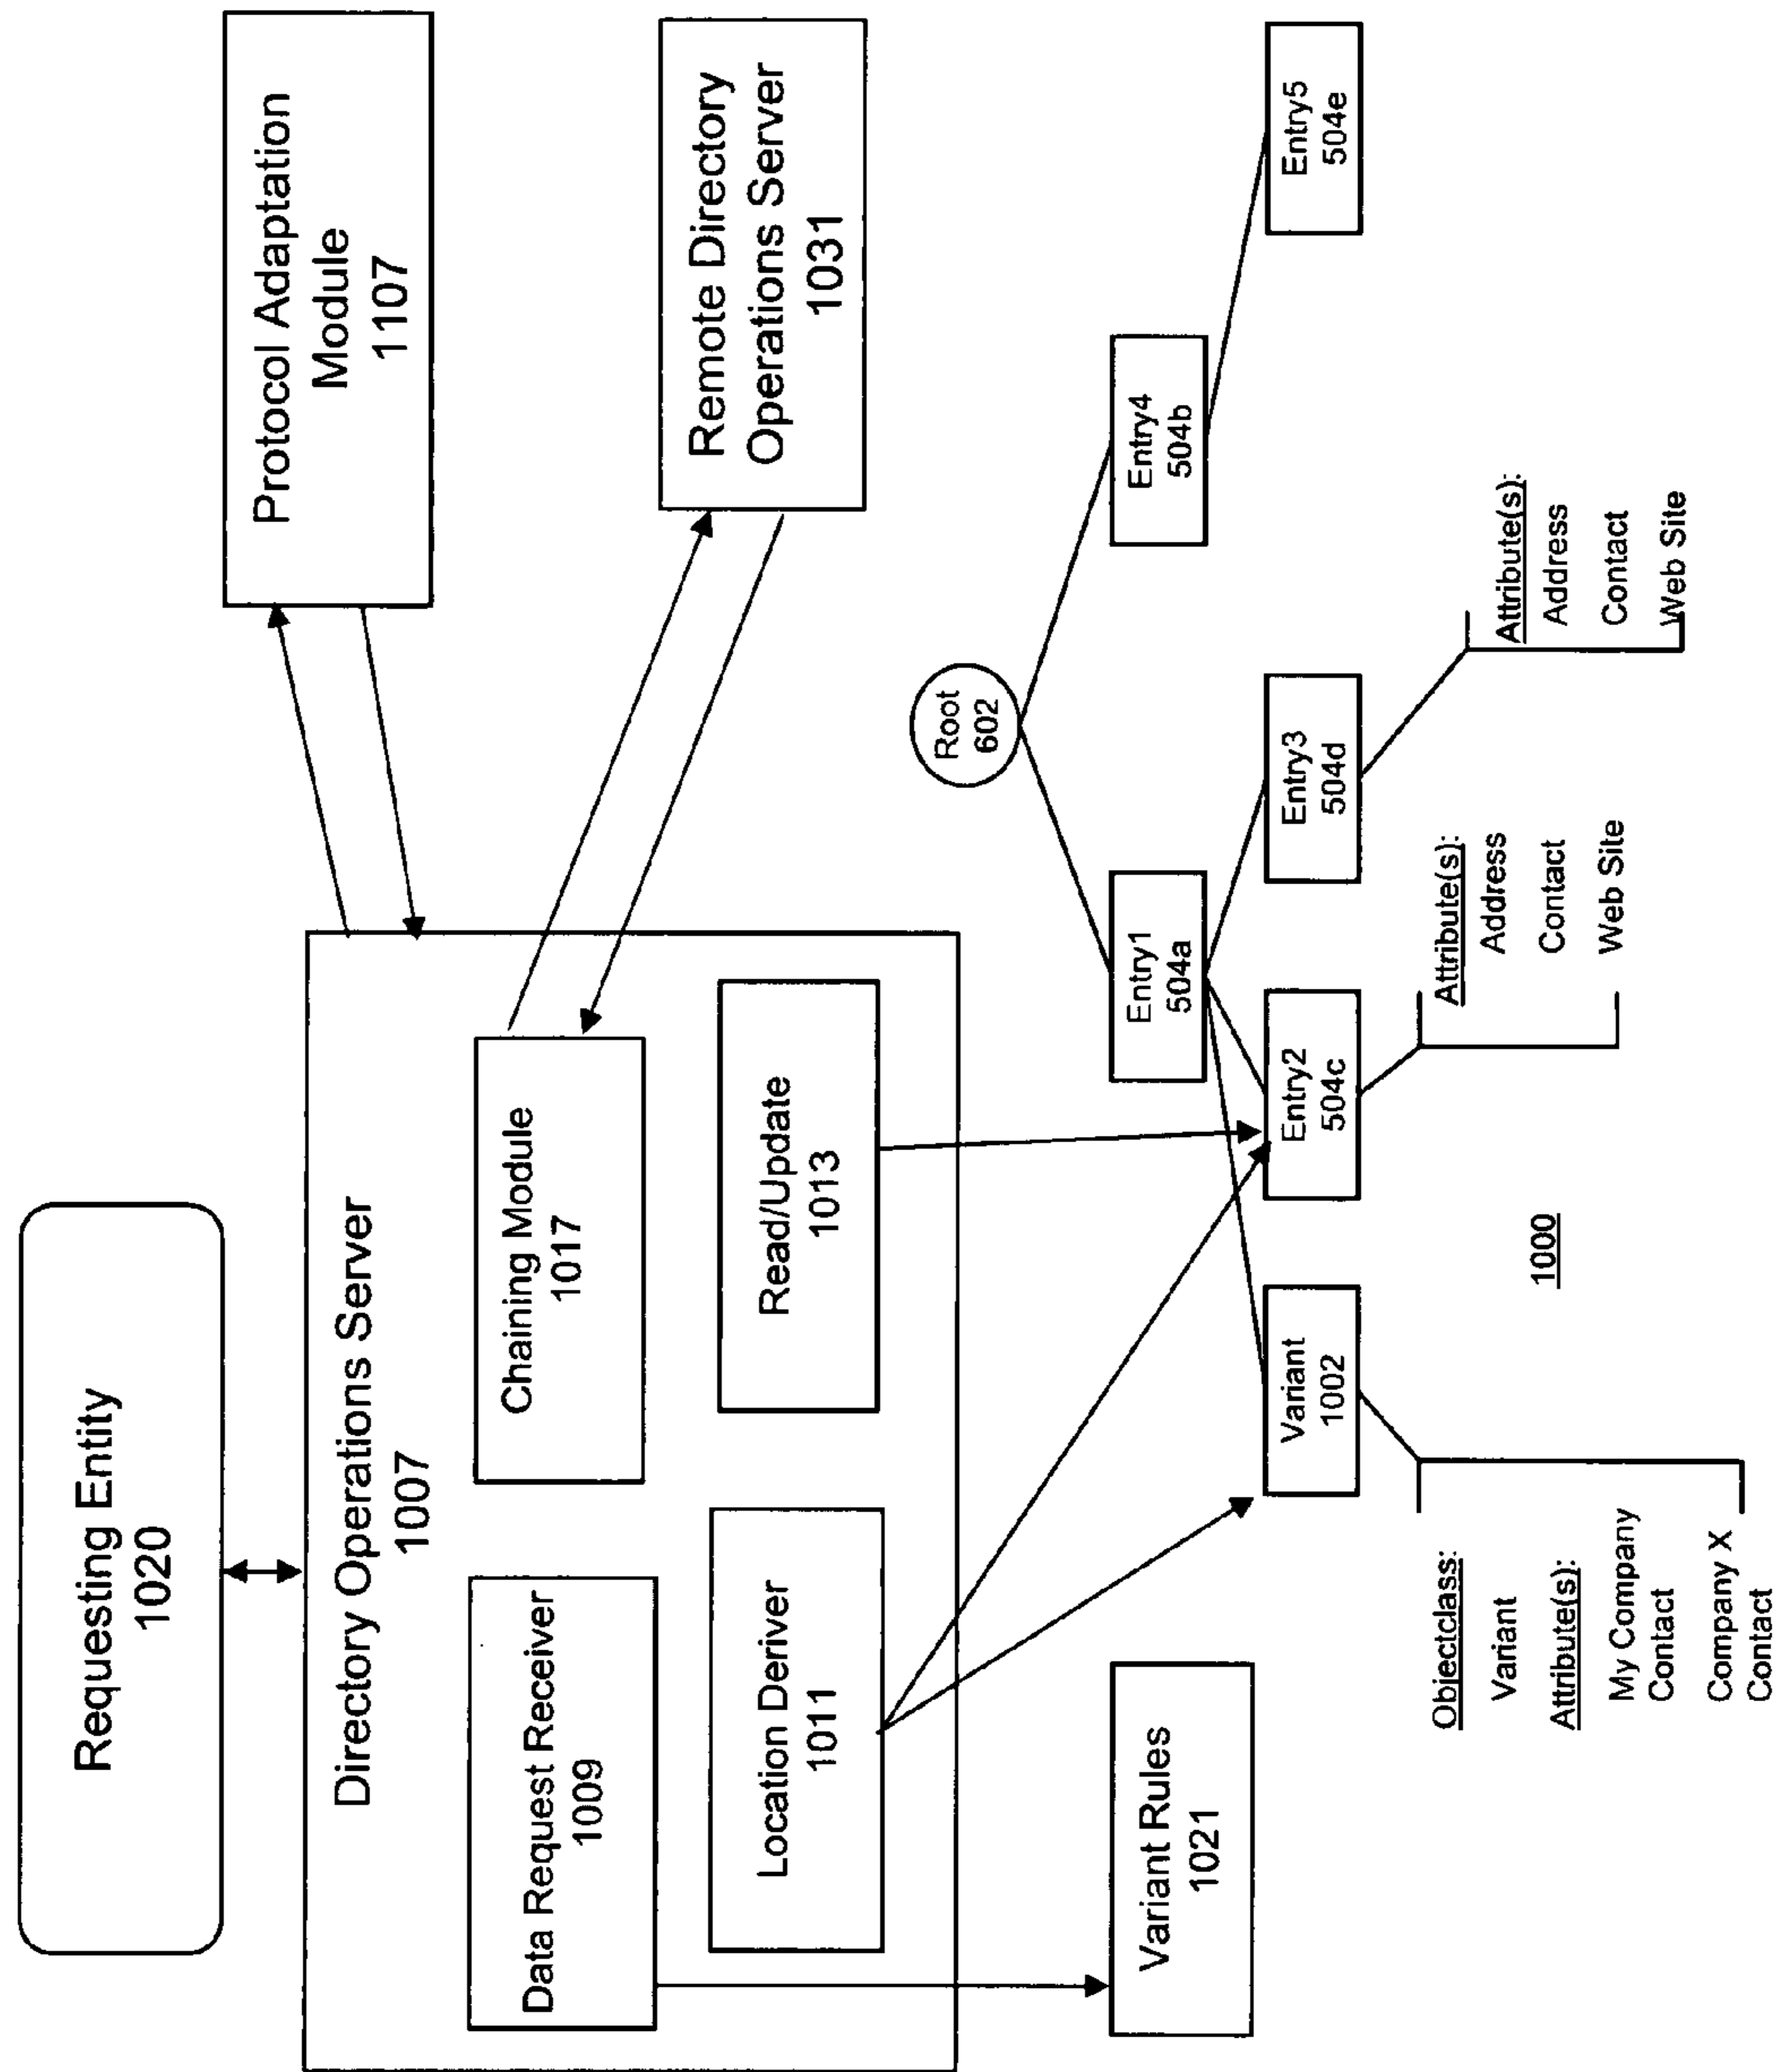 Requesting Entity
1020
Directory Operations Server
1007
Data Request Receiver
1009
Chaining Module
1017
Location Deriver
1011
Read/Update
1013
Protocol Adaptation
Module
1107
Remote Directory
Operations Server
1031
Variant Rules
1021
Root
602
Entry1
504a
Entry4
504b
Variant
1002
Entry2
504c
Entry3
504d
Entry5
504e
Objectclass:
Variant
Attribute(s):
My Company
Contact
Company X
Contact
Attribute(s):
Address
Contact
Web Site
Attribute(s):
Address
Contact
Web Site
1000